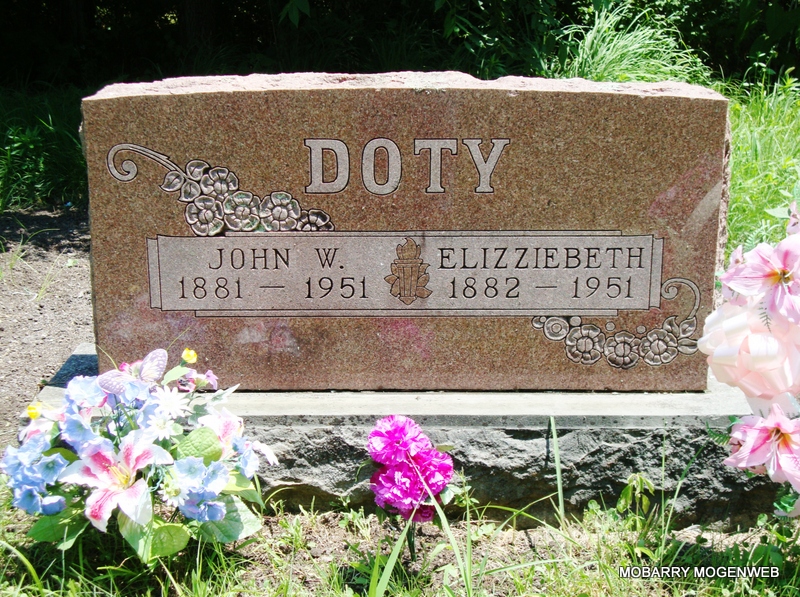 DOTY
JOHN W. ELIZZIEBETH
1881 — 1951 1882 — 1951
MOBARRY MOGENWEB